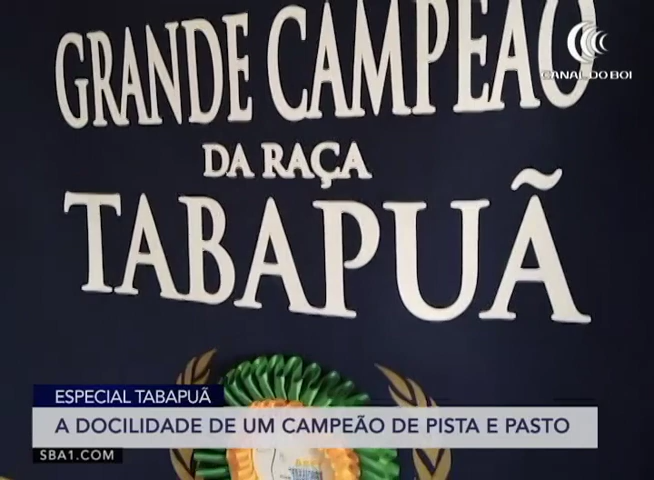 GRANDE CAMPEÃO
CANAL DO BOI
DA RAÇA
TABAPUÃ
ESPECIAL TABAPUÃ
A DOCILIDADE DE UM CAMPEÃO DE PISTA E PASTO
SBA1.COM